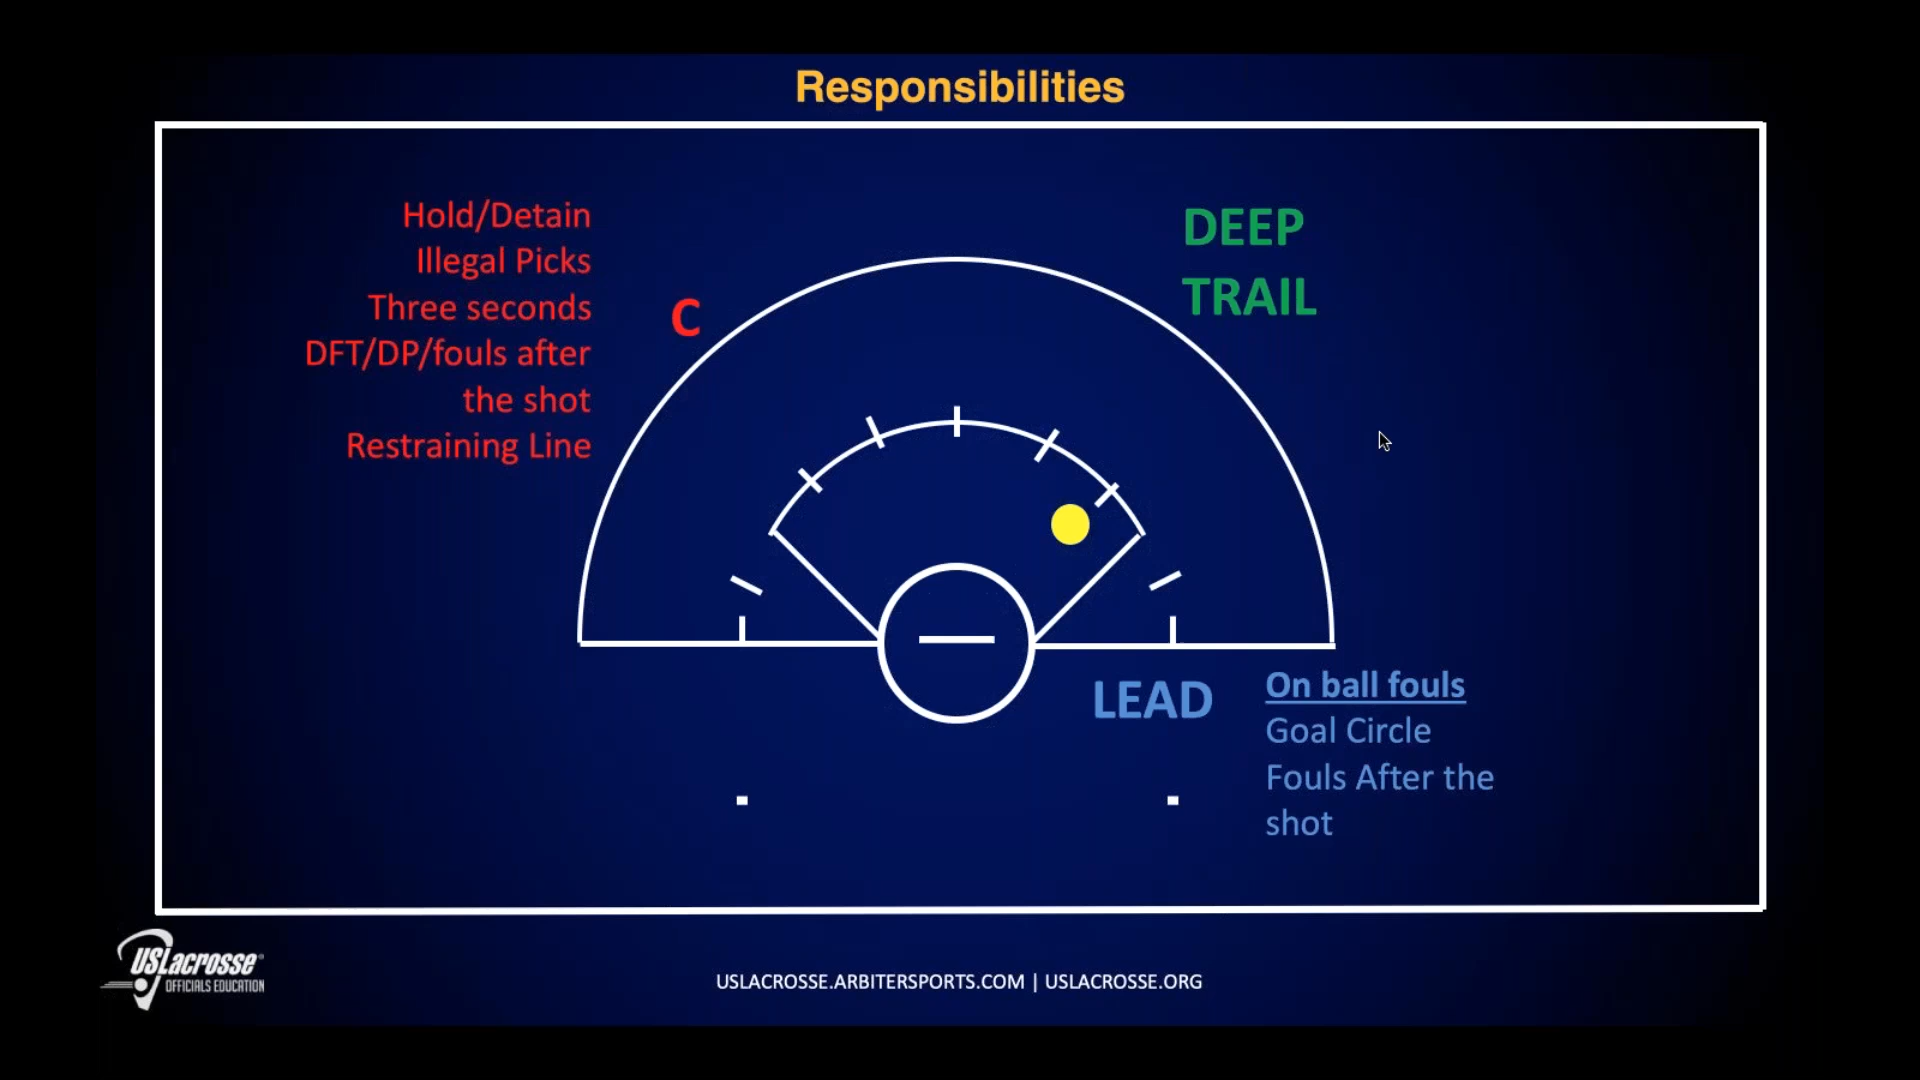 Responsibilities
Hold/Detain
Illegal Picks
Three seconds
DFT/DP/fouls after
the shot
Restraining Line
C
DEEP
TRAIL
LEAD
On ball fouls
Goal Circle
Fouls After the
shot
USLacrosse
OFFICIALS EDUCATION
USLACROSSE.ARBITERSPORTS.COM | USLACROSSE.ORG